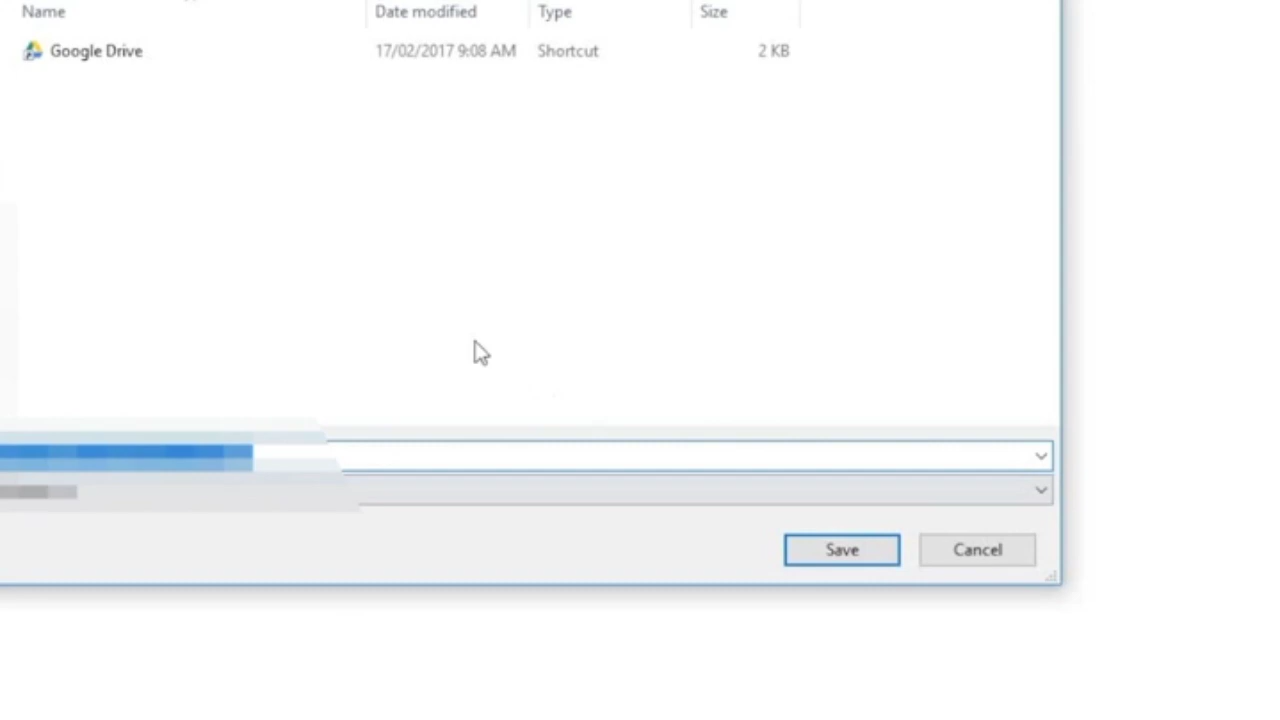 Name Date modified Type Size
Google Drive 17/02/2017 9:08 AM Shortcut 2 KB
Save Cancel